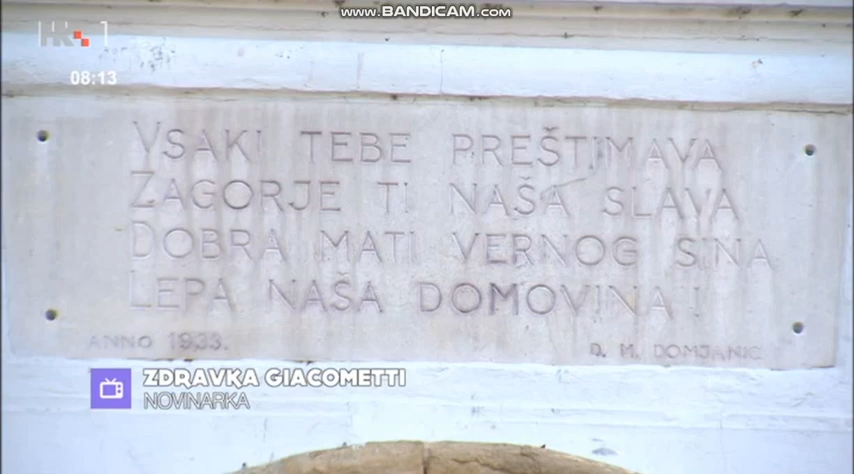 WWW.BANDICAM.COM
HRT 1
08:13
VSAKI TEBE PREŠTIMAVA
ZAGORJE TI NAŠA SLAVA
DOBRA MATI VERNOG SINA
LEPA NAŠA DOMOVINA!
ANNO 1933.
D. M. DOMJANIĆ
ZDRAVKA GIACOMETTI
NOVINARKA